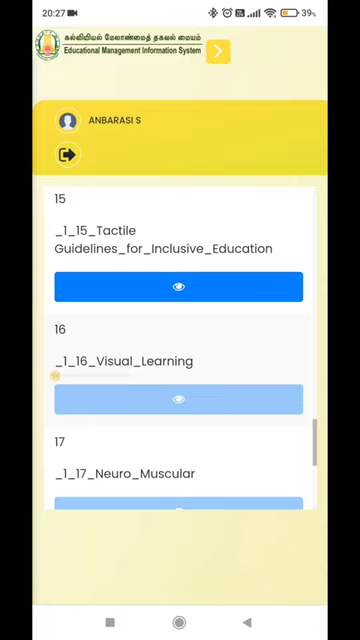 20:27
39%
கல்வியியல் மேலாண்மைத் தகவல் மையம்
Educational Management Information System
ANBARASI S
15
_1_15_Tactile
Guidelines_for_Inclusive_Education
16
_1_16_Visual_Learning
17
_1_17_Neuro_Muscular